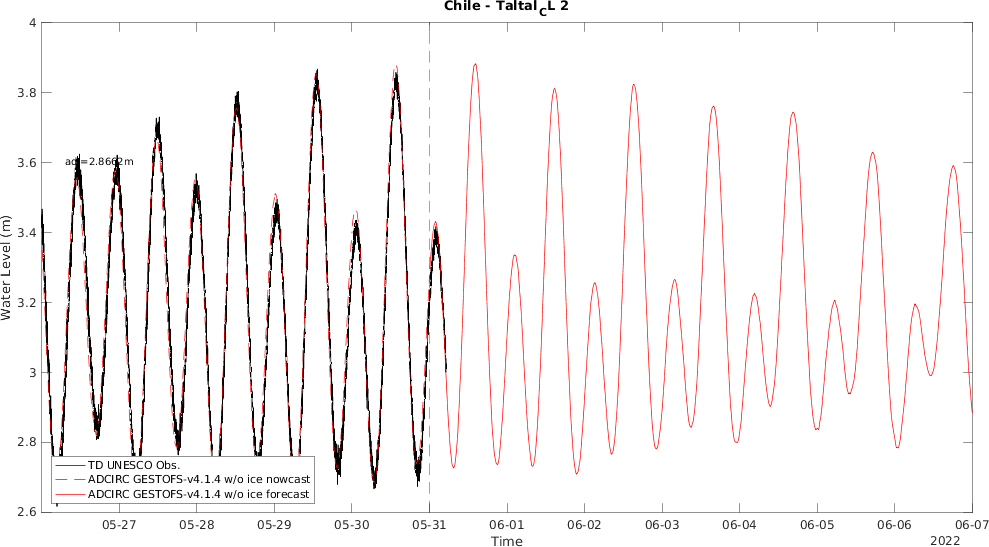 Chile - Taltal_CL 2
Water Level (m)
4
3.8
3.6
3.4
3.2
3
2.8
2.6
adj=2.8662m
TD UNESCO Obs.
ADCIRC GESTOFS-v4.1.4 w/o ice nowcast
ADCIRC GESTOFS-v4.1.4 w/o ice forecast
05-27 05-28 05-29 05-30 05-31 06-01 06-02 06-03 06-04 06-05 06-06 06-07
Time
2022